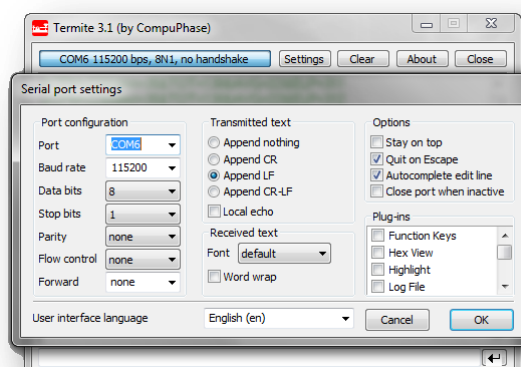 Termite 3.1 (by CompuPhase)
COM6 115200 bps, 8N1, no handshake Settings Clear About Close
Serial port settings
Port configuration
Port COM6
Baud rate 115200
Data bits 8
Stop bits 1
Parity none
Flow control none
Forward none
Transmitted text
Append nothing
Append CR
Append LF
Append CR-LF
Local echo
Received text
Font default
Word wrap
Options
Stay on top
Quit on Escape
Autocomplete edit line
Close port when inactive
Plug-ins
Function Keys
Hex View
Highlight
Log File
User interface language English (en) Cancel OK